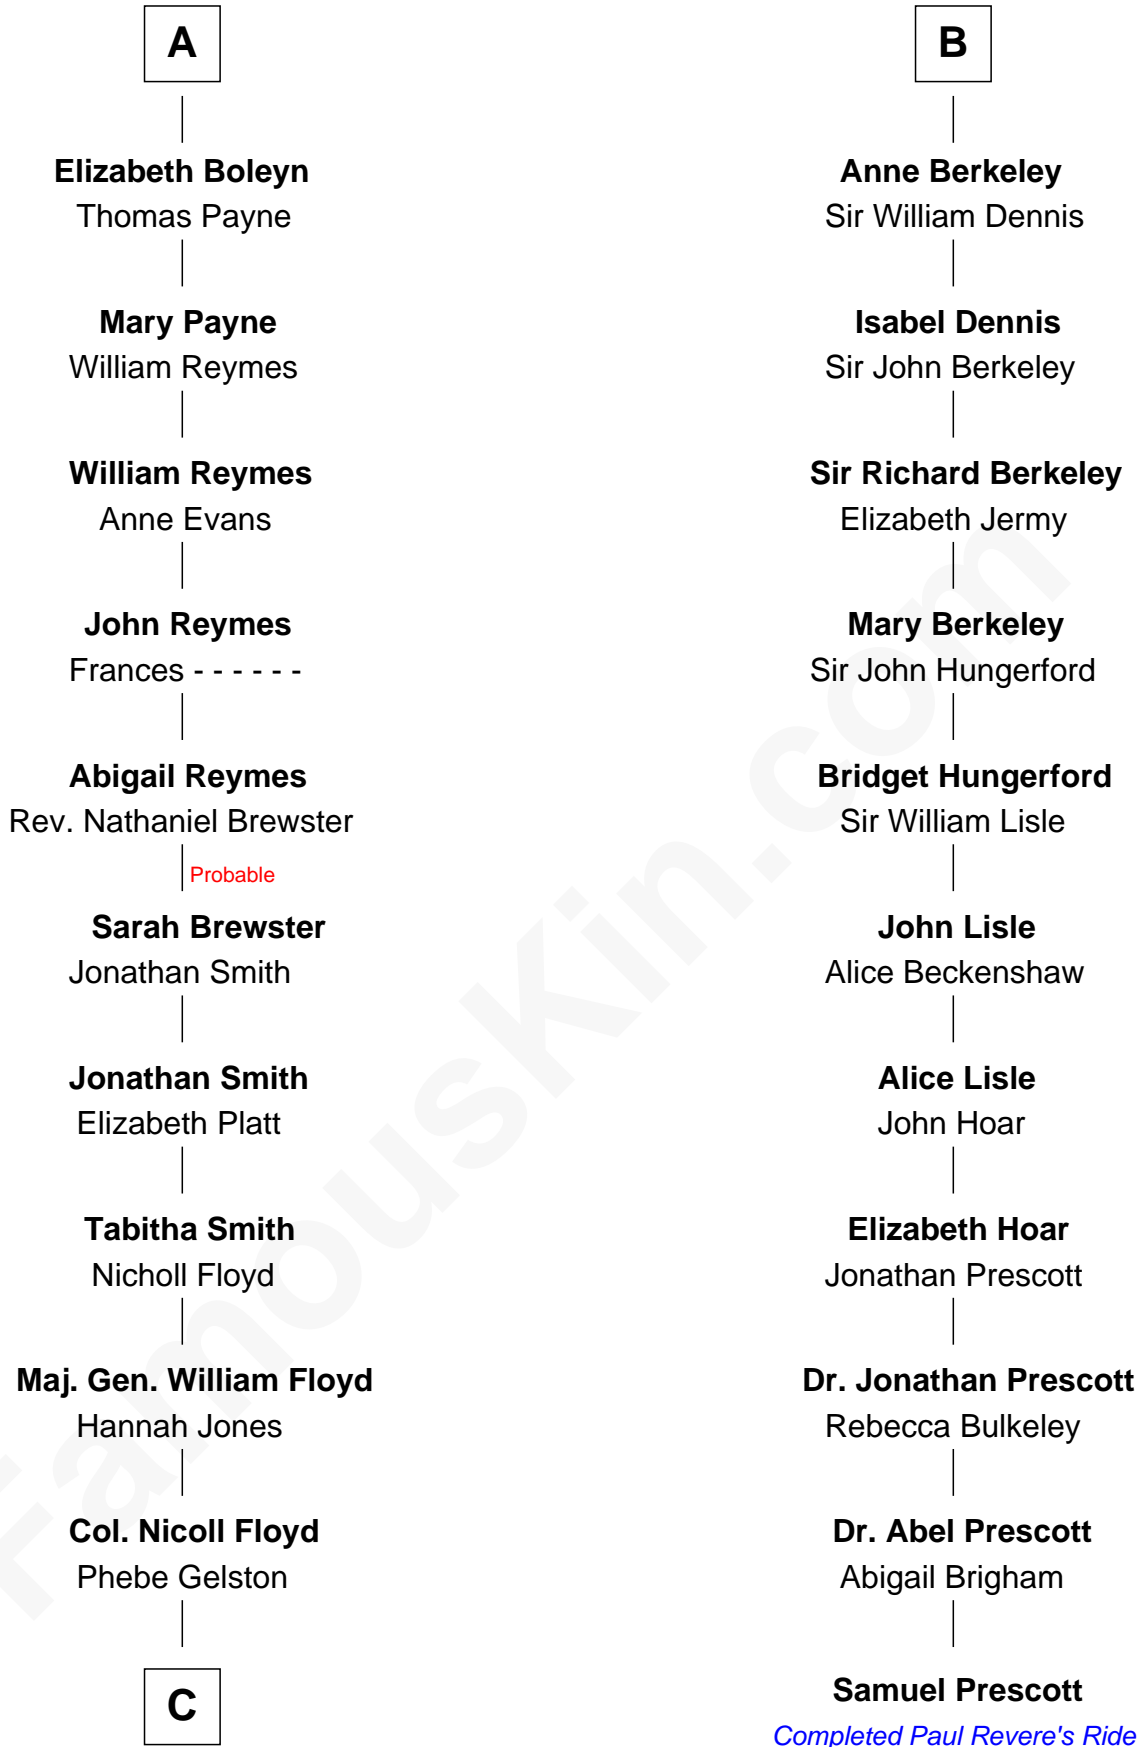 A
Elizabeth Boleyn
Thomas Payne
Mary Payne
William Reymes
William Reymes
Anne Evans
John Reymes
Frances - - - - - -
Abigail Reymes
Rev. Nathaniel Brewster
Probable
Sarah Brewster
Jonathan Smith
Jonathan Smith
Elizabeth Platt
Tabitha Smith
Nicholl Floyd
Maj. Gen. William Floyd
Hannah Jones
Col. Nicoll Floyd
Phebe Gelston
C
B
Anne Berkeley
Sir William Dennis
Isabel Dennis
Sir John Berkeley
Sir Richard Berkeley
Elizabeth Jermy
Mary Berkeley
Sir John Hungerford
Bridget Hungerford
Sir William Lisle
John Lisle
Alice Beckenshaw
Alice Lisle
John Hoar
Elizabeth Hoar
Jonathan Prescott
Dr. Jonathan Prescott
Rebecca Bulkeley
Dr. Abel Prescott
Abigail Brigham
Samuel Prescott
Completed Paul Revere's Ride
FamousKin.com